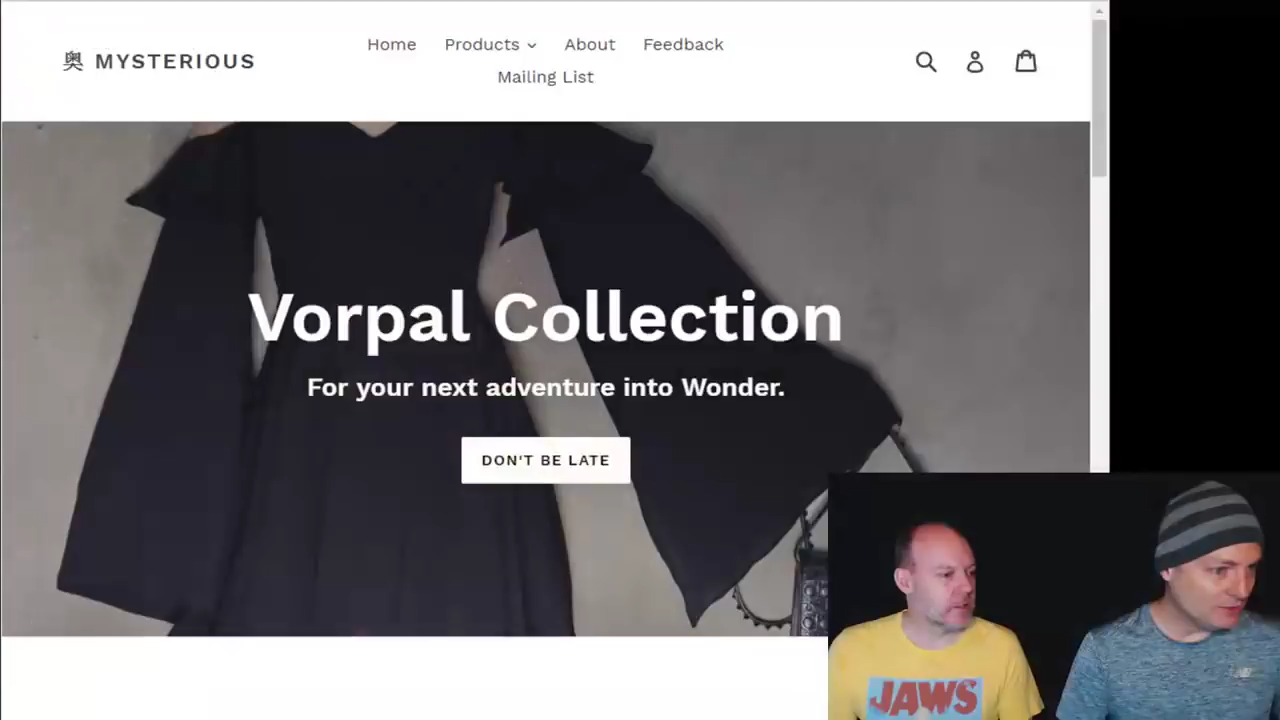 奥 MYSTERIOUS
Home Products About Feedback
Mailing List
Vorpal Collection
For your next adventure into Wonder.
DON'T BE LATE
JAWS